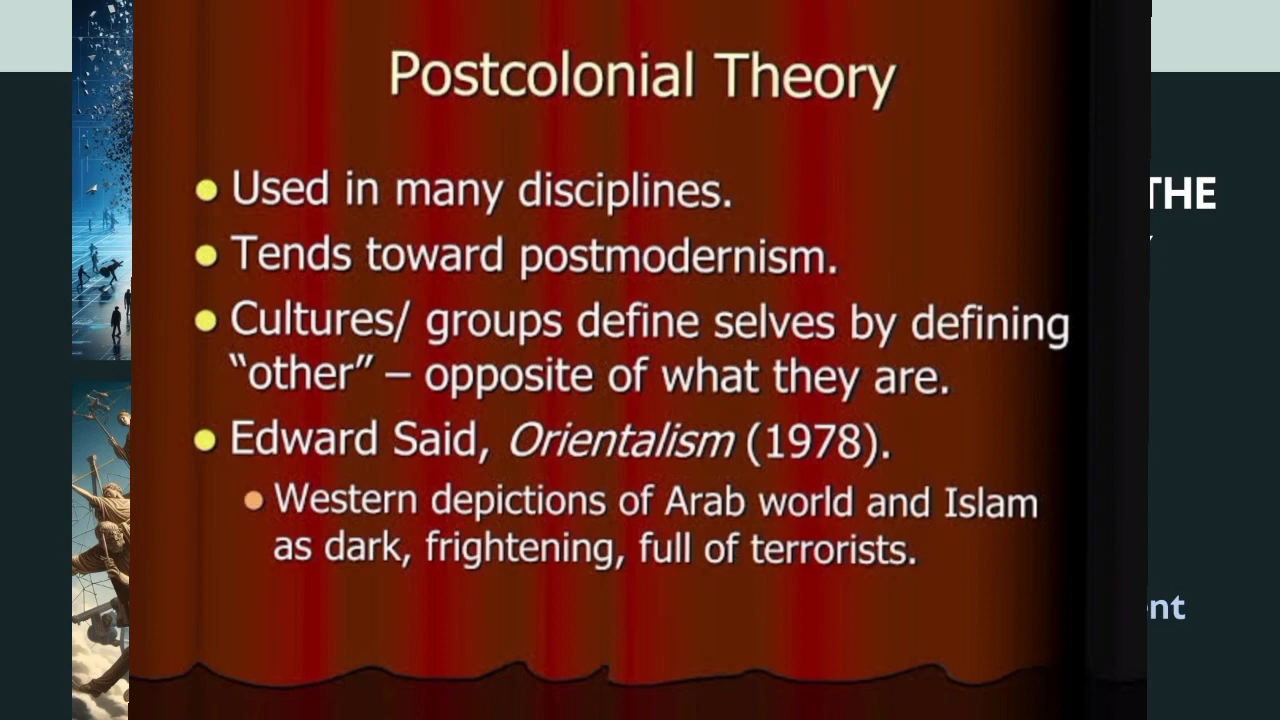 Postcolonial Theory
Used in many disciplines.
Tends toward postmodernism.
Cultures/ groups define selves by defining
“other” – opposite of what they are.
Edward Said, Orientalism (1978).
Western depictions of Arab world and Islam
as dark, frightening, full of terrorists.
THE